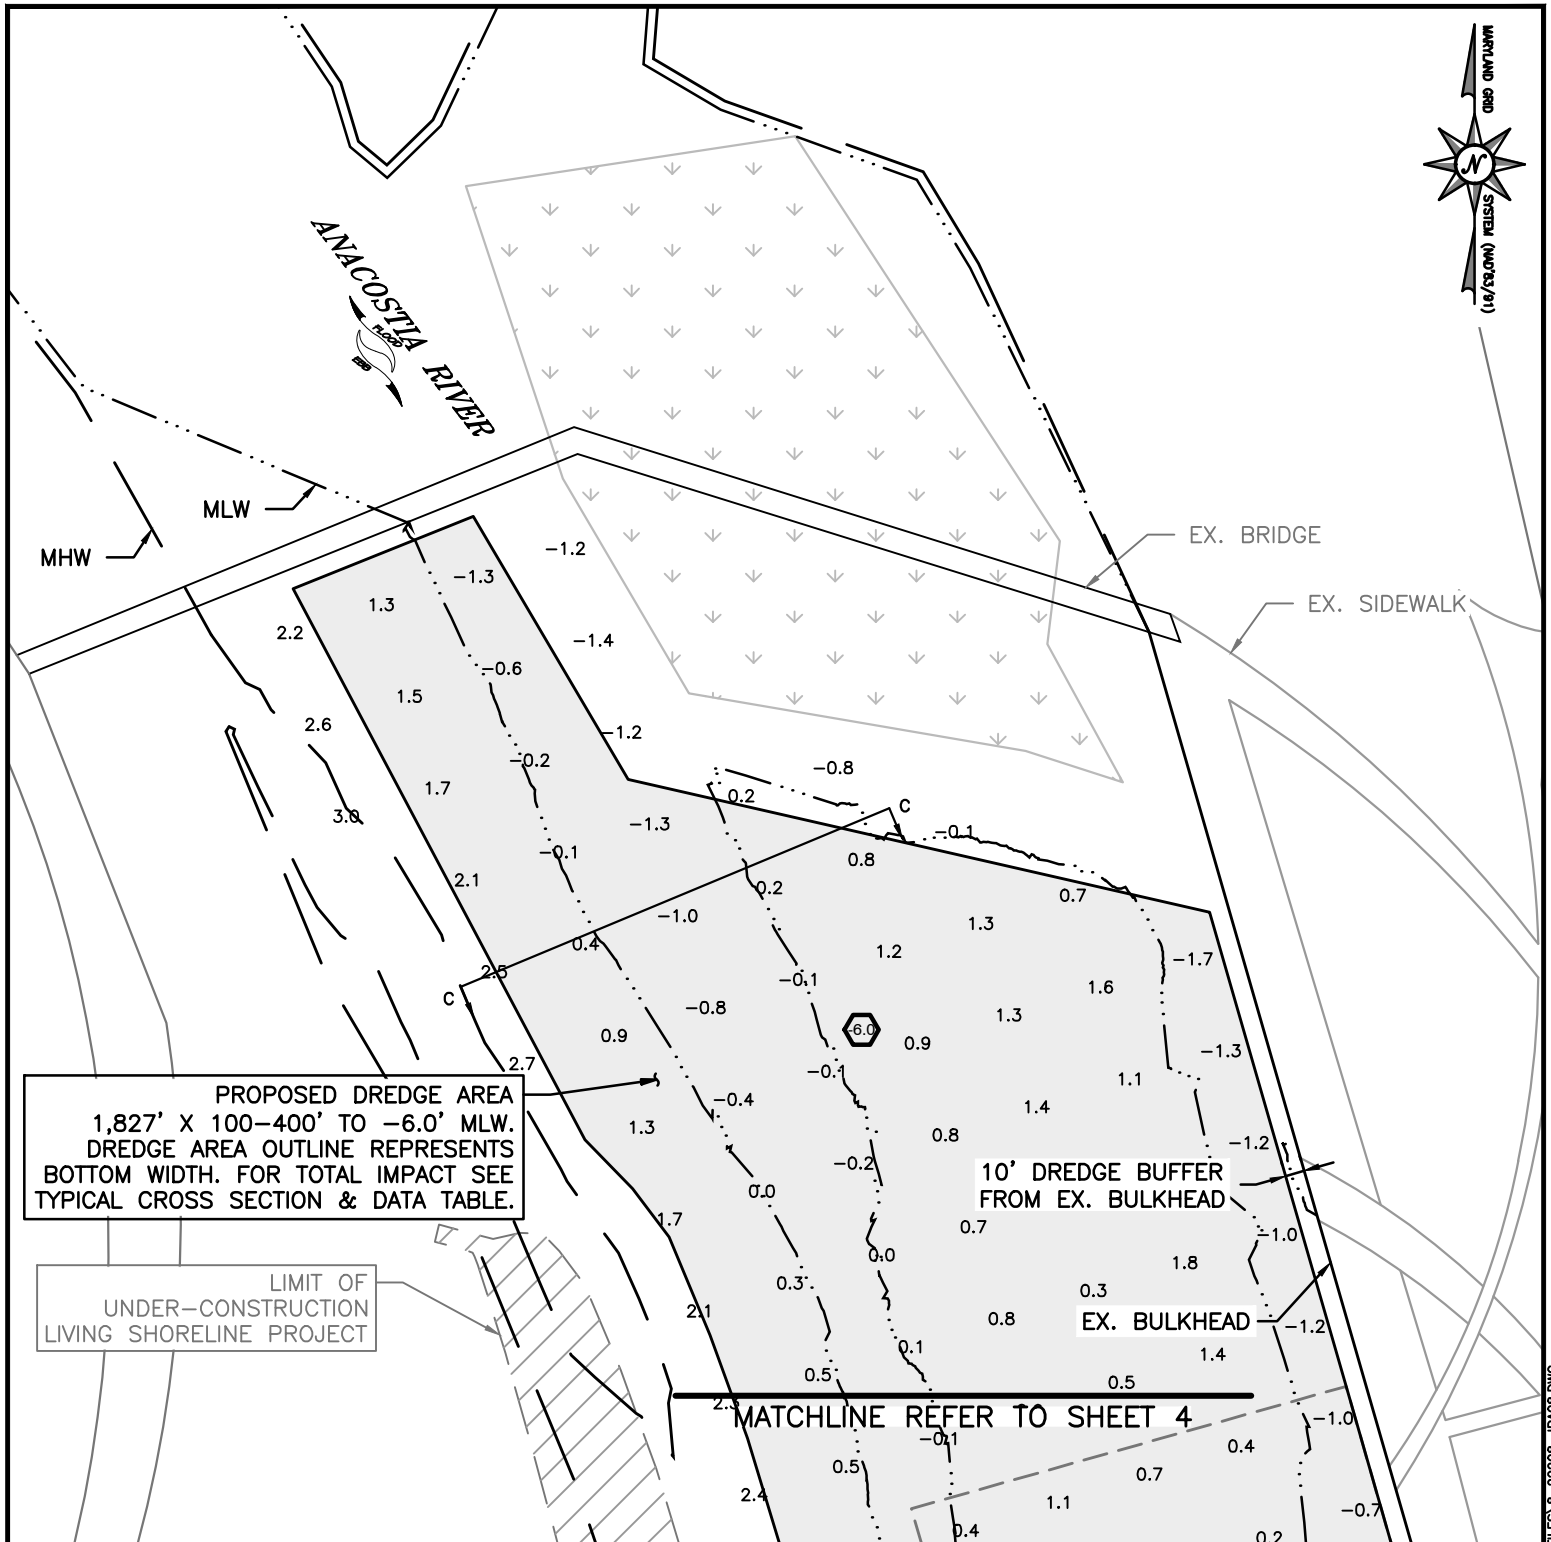 MARYLAND GRID
N
SYSTEM (NAD'83/91)
ANACOSTIA RIVER
FLOOD
EBB
MLW
MHW
EX. BRIDGE
EX. SIDEWALK
-1.2
-1.3
1.3
2.2
-1.4
-0.6
1.5
2.6
-1.2
-0.2
-0.8
1.7
0.2
C
3.0
-1.3
-0.1
-0.1
0.8
2.1
0.2
0.7
-1.0
1.3
0.4
1.2
-1.7
2.5
-0.1
1.6
C
-0.8
1.3
-6.0
0.9
0.9
-1.3
2.7
-0.1
1.1
-0.4
1.4
PROPOSED DREDGE AREA
1,827' X 100-400' TO -6.0' MLW.
DREDGE AREA OUTLINE REPRESENTS
BOTTOM WIDTH. FOR TOTAL IMPACT SEE
TYPICAL CROSS SECTION & DATA TABLE.
1.3
0.8
-1.2
-0.2
10' DREDGE BUFFER
FROM EX. BULKHEAD
0.0
1.7
0.7
-1.0
0.0
1.8
LIMIT OF
UNDER-CONSTRUCTION
LIVING SHORELINE PROJECT
0.3
0.3
2.1
0.8
EX. BULKHEAD
-1.2
0.1
1.4
0.5
0.5
MATCHLINE REFER TO SHEET 4
-1.0
-0.1
0.4
0.5
0.7
2.4
1.1
-0.7
0.4
0.2